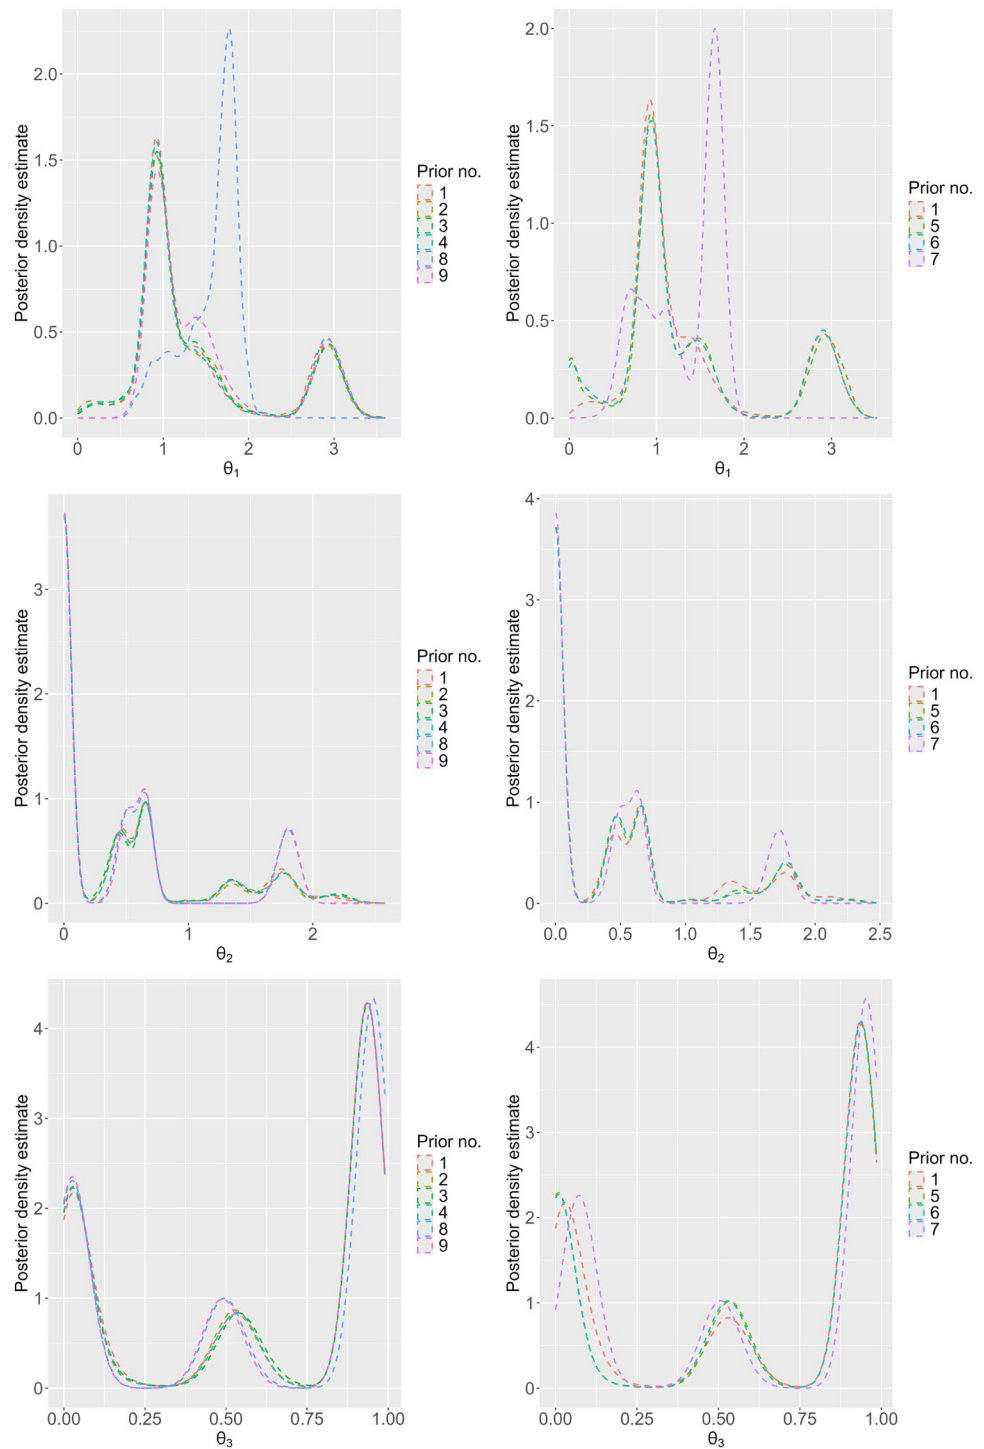 Posterior density estimate
2.0
1.5
1.0
0.5
0.0
0 1 2 3
θ1
Prior no.
1
2
3
4
8
9
Posterior density estimate
2.0
1.5
1.0
0.5
0.0
0 1 2 3
θ1
Prior no.
1
5
6
7
Posterior density estimate
3
2
1
0
0 1 2
θ2
Prior no.
1
2
3
4
8
9
Posterior density estimate
4
3
2
1
0
0.0 0.5 1.0 1.5 2.0 2.5
θ2
Prior no.
1
5
6
7
Posterior density estimate
4
3
2
1
0
0.00 0.25 0.50 0.75 1.00
θ3
Prior no.
1
2
3
4
8
9
Posterior density estimate
4
3
2
1
0
0.00 0.25 0.50 0.75 1.00
θ3
Prior no.
1
5
6
7